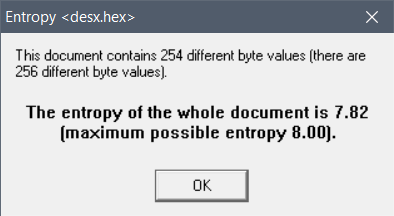 Entropy <desx.hex>
This document contains 254 different byte values (there are
256 different byte values).
The entropy of the whole document is 7.82
(maximum possible entropy 8.00).
OK